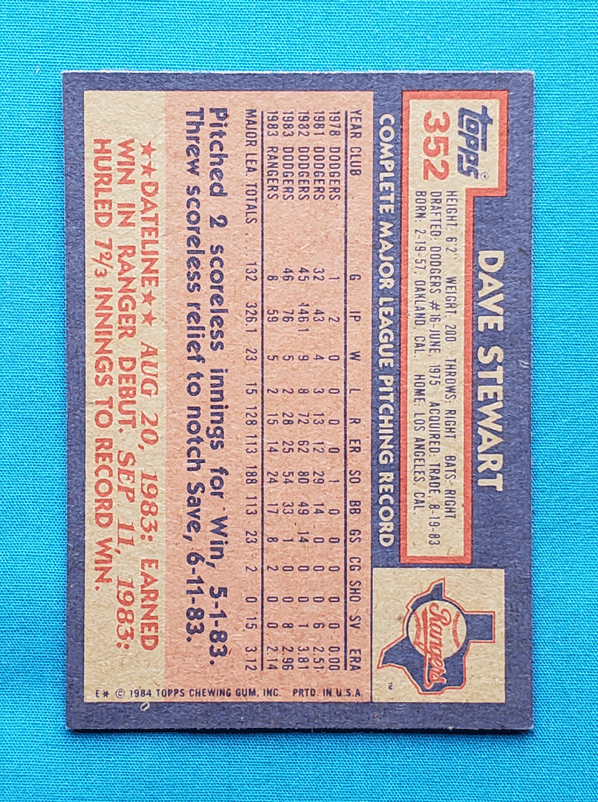 topps®
352
DAVE STEWART
HEIGHT: 6'2" WEIGHT: 200 THROWS: RIGHT BATS: RIGHT
DRAFTED: DODGERS #16-JUNE, 1975 ACQUIRED: TRADE, 8-19-83
BORN: 2-19-57, OAKLAND, CAL. HOME: LOS ANGELES, CAL.
Rangers
TM
COMPLETE MAJOR LEAGUE PITCHING RECORD
YEAR CLUB G IP W L R ER SO BB GS CG SHO SV ERA
1978 DODGERS 1 2 0 0 0 0 1 0 0 0 0 0 0.00
1981 DODGERS 32 43 4 3 13 12 29 14 0 0 0 6 2.51
1982 DODGERS 45 146.1 9 8 72 62 80 49 14 0 0 1 3.81
1983 DODGERS 46 76 5 2 28 25 54 33 1 0 0 8 2.96
1983 RANGERS 8 59 5 2 15 14 24 17 8 2 0 0 2.14
MAJOR LEA. TOTALS 132 326.1 23 15 128 113 188 113 23 2 0 15 3.12
Pitched 2 scoreless innings for Win, 5-1-83.
Threw scoreless relief to notch Save, 6-11-83.
★★DATELINE★★ AUG 20, 1983: EARNED
WIN IN RANGER DEBUT. SEP 11, 1983:
HURLED 7⅔ INNINGS TO RECORD WIN.
E★ © 1984 TOPPS CHEWING GUM, INC. PRTD. IN U.S.A.